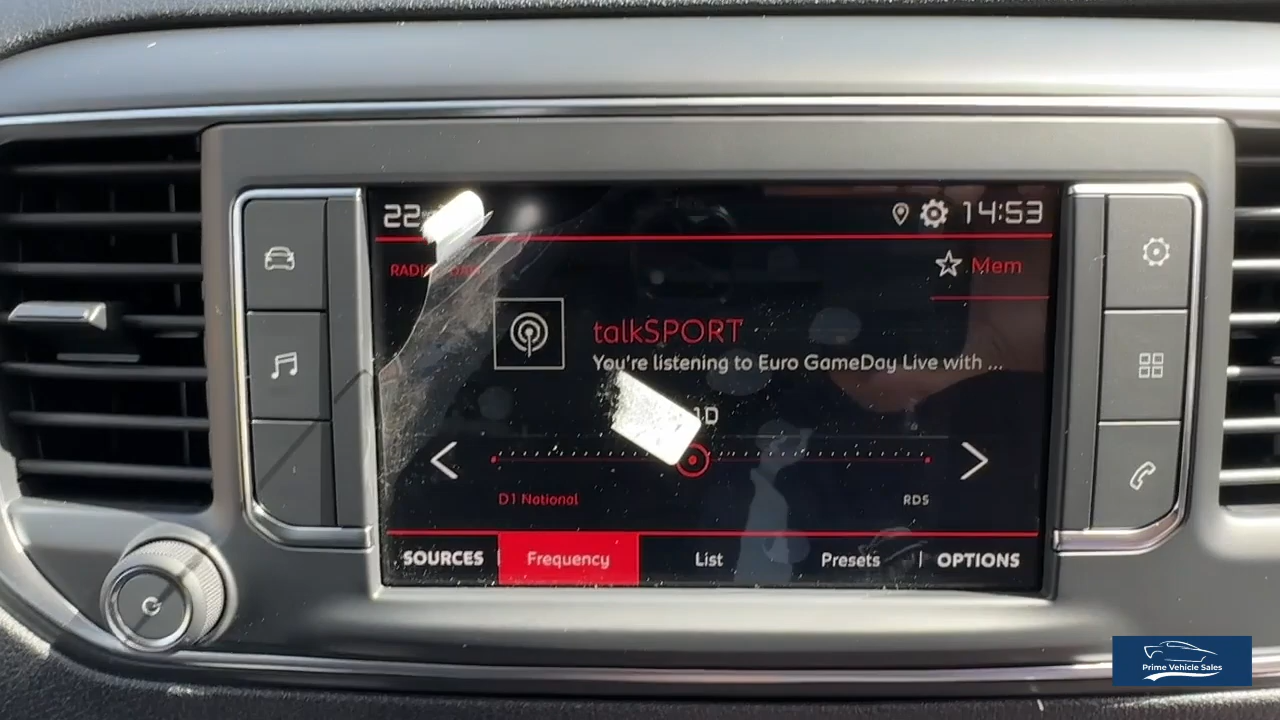 22
14:53
Mem
talkSPORT
You're listening to Euro GameDay Live with ...
D1 National
RDS
SOURCES
Frequency
List
Presets
OPTIONS
Prime Vehicle Sales